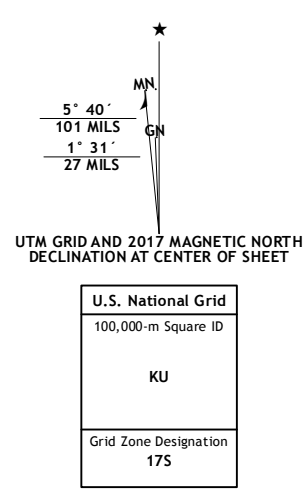 ★
MN.
5° 40´
101 MILS
GN
1° 31´
27 MILS
UTM GRID AND 2017 MAGNETIC NORTH
DECLINATION AT CENTER OF SHEET
U.S. National Grid
100,000-m Square ID
KU
Grid Zone Designation
17S